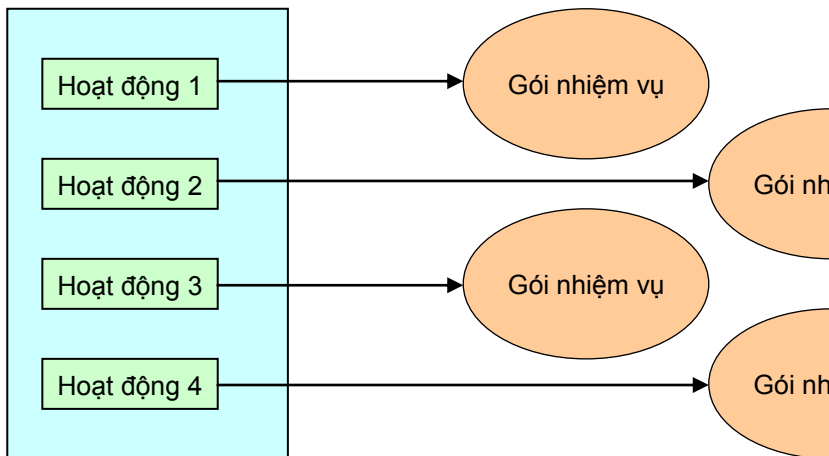 Hoạt động 1
Gói nhiệm vụ
Hoạt động 2
Gói nh
Hoạt động 3
Gói nhiệm vụ
Hoạt động 4
Gói nh